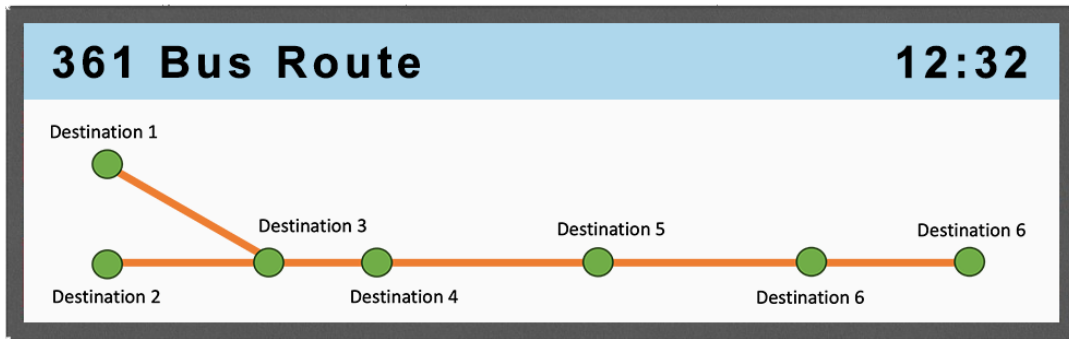 361 Bus Route 12:32
Destination 1
Destination 3
Destination 5
Destination 6
Destination 2
Destination 4
Destination 6